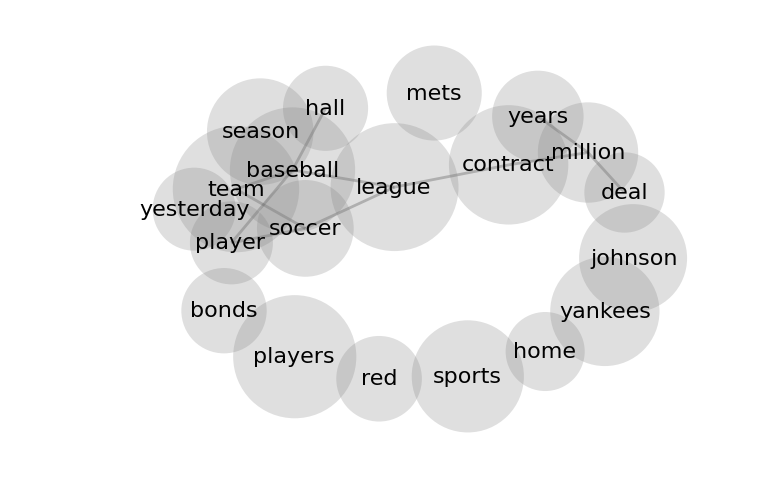 mets
hall
years
season
million
contract
baseball
league
team
deal
yesterday
soccer
player
johnson
bonds
yankees
home
players
sports
red